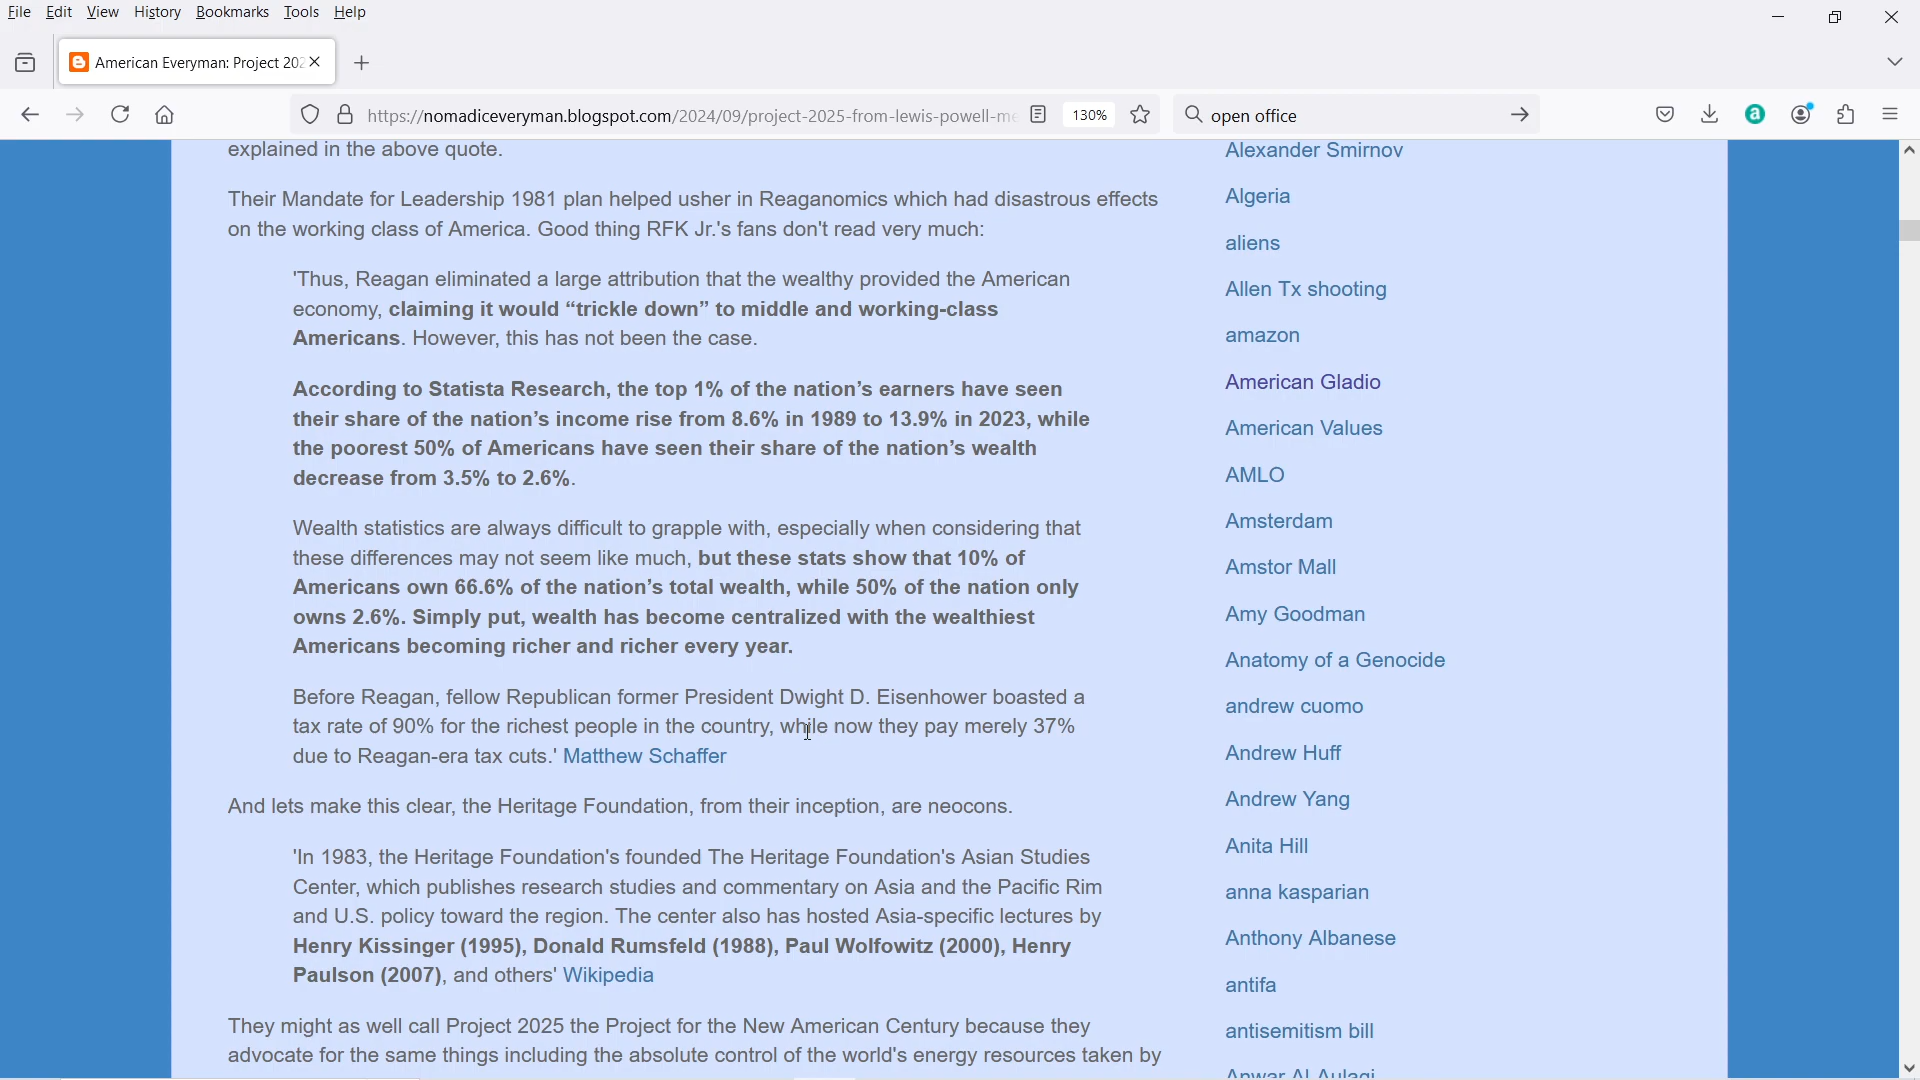 File Edit View History Bookmarks Tools Help
American Everyman: Project 202
https://nomadiceveryman.blogspot.com/2024/09/project-2025-from-lewis-powell-me
130%
open office
explained in the above quote.
Their Mandate for Leadership 1981 plan helped usher in Reaganomics which had disastrous effects
on the working class of America. Good thing RFK Jr.'s fans don't read very much:
'Thus, Reagan eliminated a large attribution that the wealthy provided the American
economy, claiming it would “trickle down” to middle and working-class
Americans. However, this has not been the case.
According to Statista Research, the top 1% of the nation’s earners have seen
their share of the nation’s income rise from 8.6% in 1989 to 13.9% in 2023, while
the poorest 50% of Americans have seen their share of the nation’s wealth
decrease from 3.5% to 2.6%.
Wealth statistics are always difficult to grapple with, especially when considering that
these differences may not seem like much, but these stats show that 10% of
Americans own 66.6% of the nation’s total wealth, while 50% of the nation only
owns 2.6%. Simply put, wealth has become centralized with the wealthiest
Americans becoming richer and richer every year.
Before Reagan, fellow Republican former President Dwight D. Eisenhower boasted a
tax rate of 90% for the richest people in the country, while now they pay merely 37%
due to Reagan-era tax cuts.' Matthew Schaffer
And lets make this clear, the Heritage Foundation, from their inception, are neocons.
'In 1983, the Heritage Foundation's founded The Heritage Foundation's Asian Studies
Center, which publishes research studies and commentary on Asia and the Pacific Rim
and U.S. policy toward the region. The center also has hosted Asia-specific lectures by
Henry Kissinger (1995), Donald Rumsfeld (1988), Paul Wolfowitz (2000), Henry
Paulson (2007), and others' Wikipedia
They might as well call Project 2025 the Project for the New American Century because they
advocate for the same things including the absolute control of the world's energy resources taken by
Alexander Smirnov
Algeria
aliens
Allen Tx shooting
amazon
American Gladio
American Values
AMLO
Amsterdam
Amstor Mall
Amy Goodman
Anatomy of a Genocide
andrew cuomo
Andrew Huff
Andrew Yang
Anita Hill
anna kasparian
Anthony Albanese
antifa
antisemitism bill
Anwar Al Aulaqi